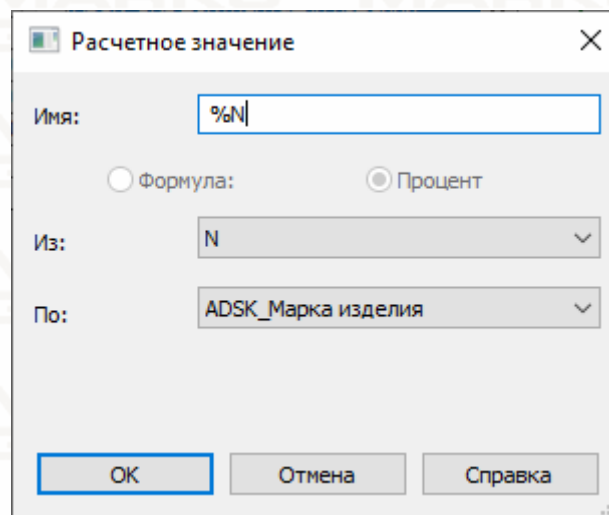 Расчетное значение
Имя: %N
Формула: Процент
Из: N
По: ADSK_Марка изделия
OK Отмена Справка